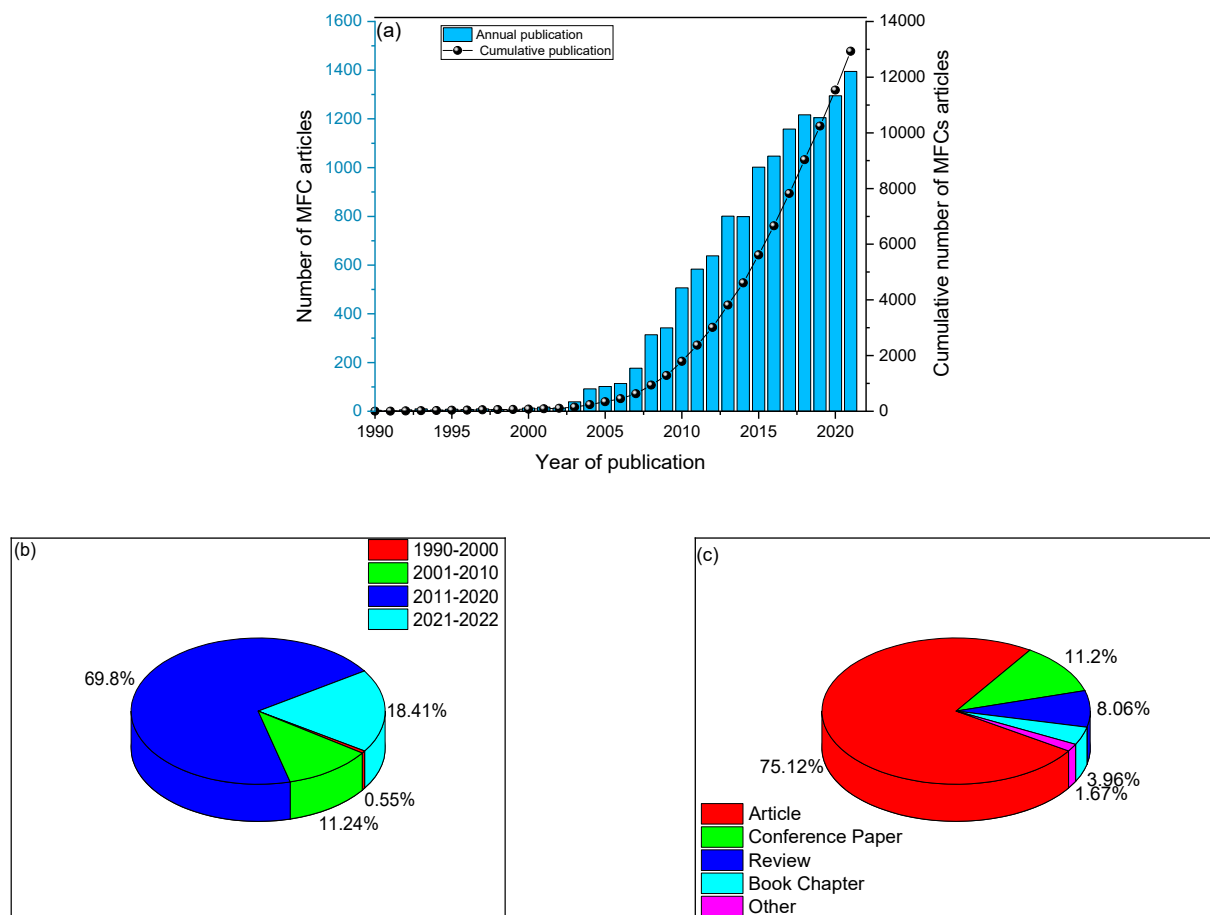 (a)
Annual publication
Cumulative publication
Number of MFC articles
1600
1400
1200
1000
800
600
400
200
0
14000
12000
10000
8000
6000
4000
2000
0
Cumulative number of MFCs articles
1990 1995 2000 2005 2010 2015 2020
Year of publication
(b)
1990-2000
2001-2010
2011-2020
2021-2022
69.8%
18.41%
0.55%
11.24%
(c)
11.2%
8.06%
75.12%
3.96%
1.67%
Article
Conference Paper
Review
Book Chapter
Other